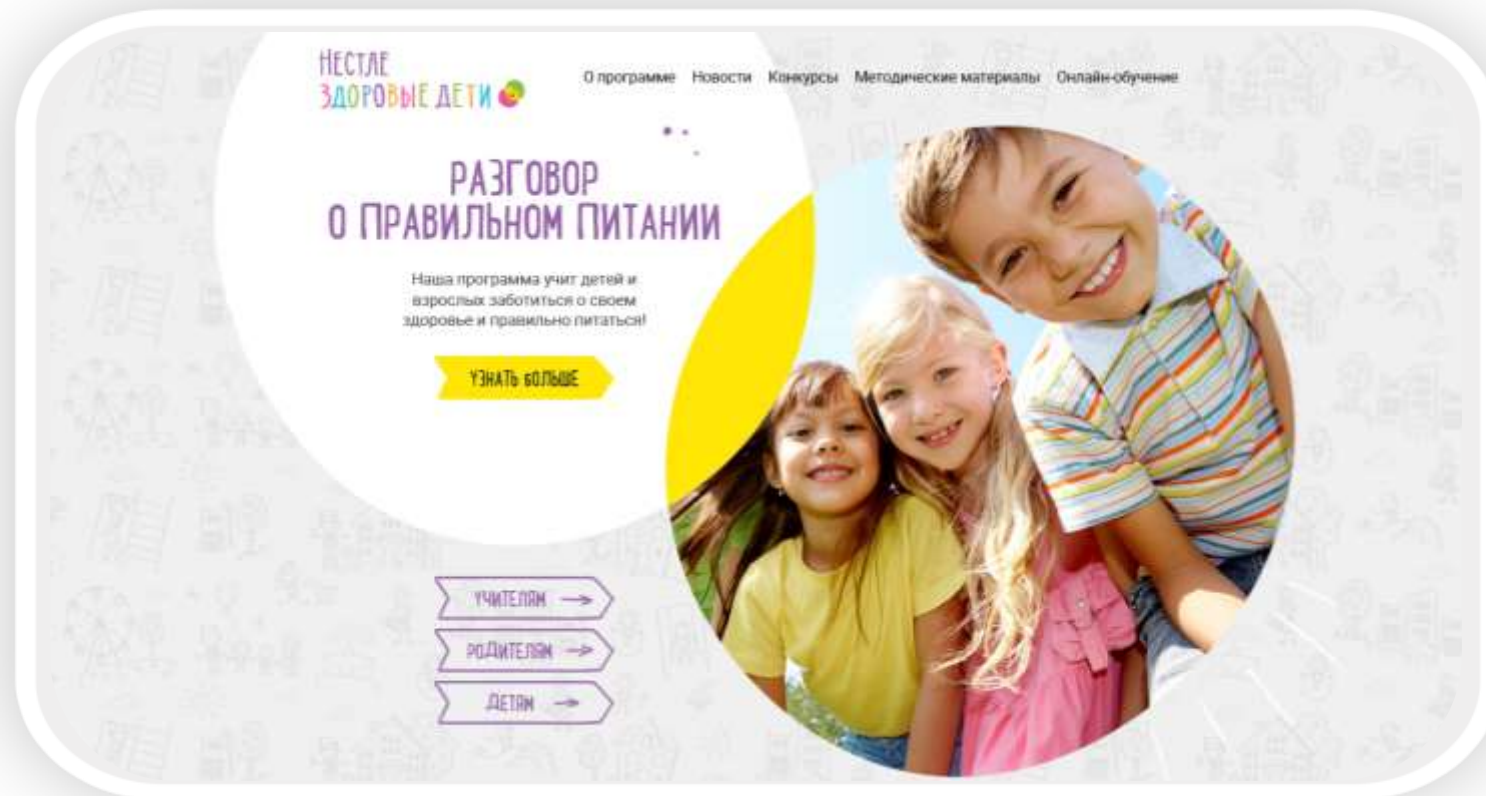 НЕСТЛЕ
ЗДОРОВЫЕ ДЕТИ
О программе Новости Конкурсы Методические материалы Онлайн-обучение
РАЗГОВОР
О ПРАВИЛЬНОМ ПИТАНИИ
Наша программа учит детей и
взрослых заботиться о своем
здоровье и правильно питаться!
УЗНАТЬ БОЛЬШЕ
УЧИТЕЛЯМ
РОДИТЕЛЯМ
ДЕТЯМ